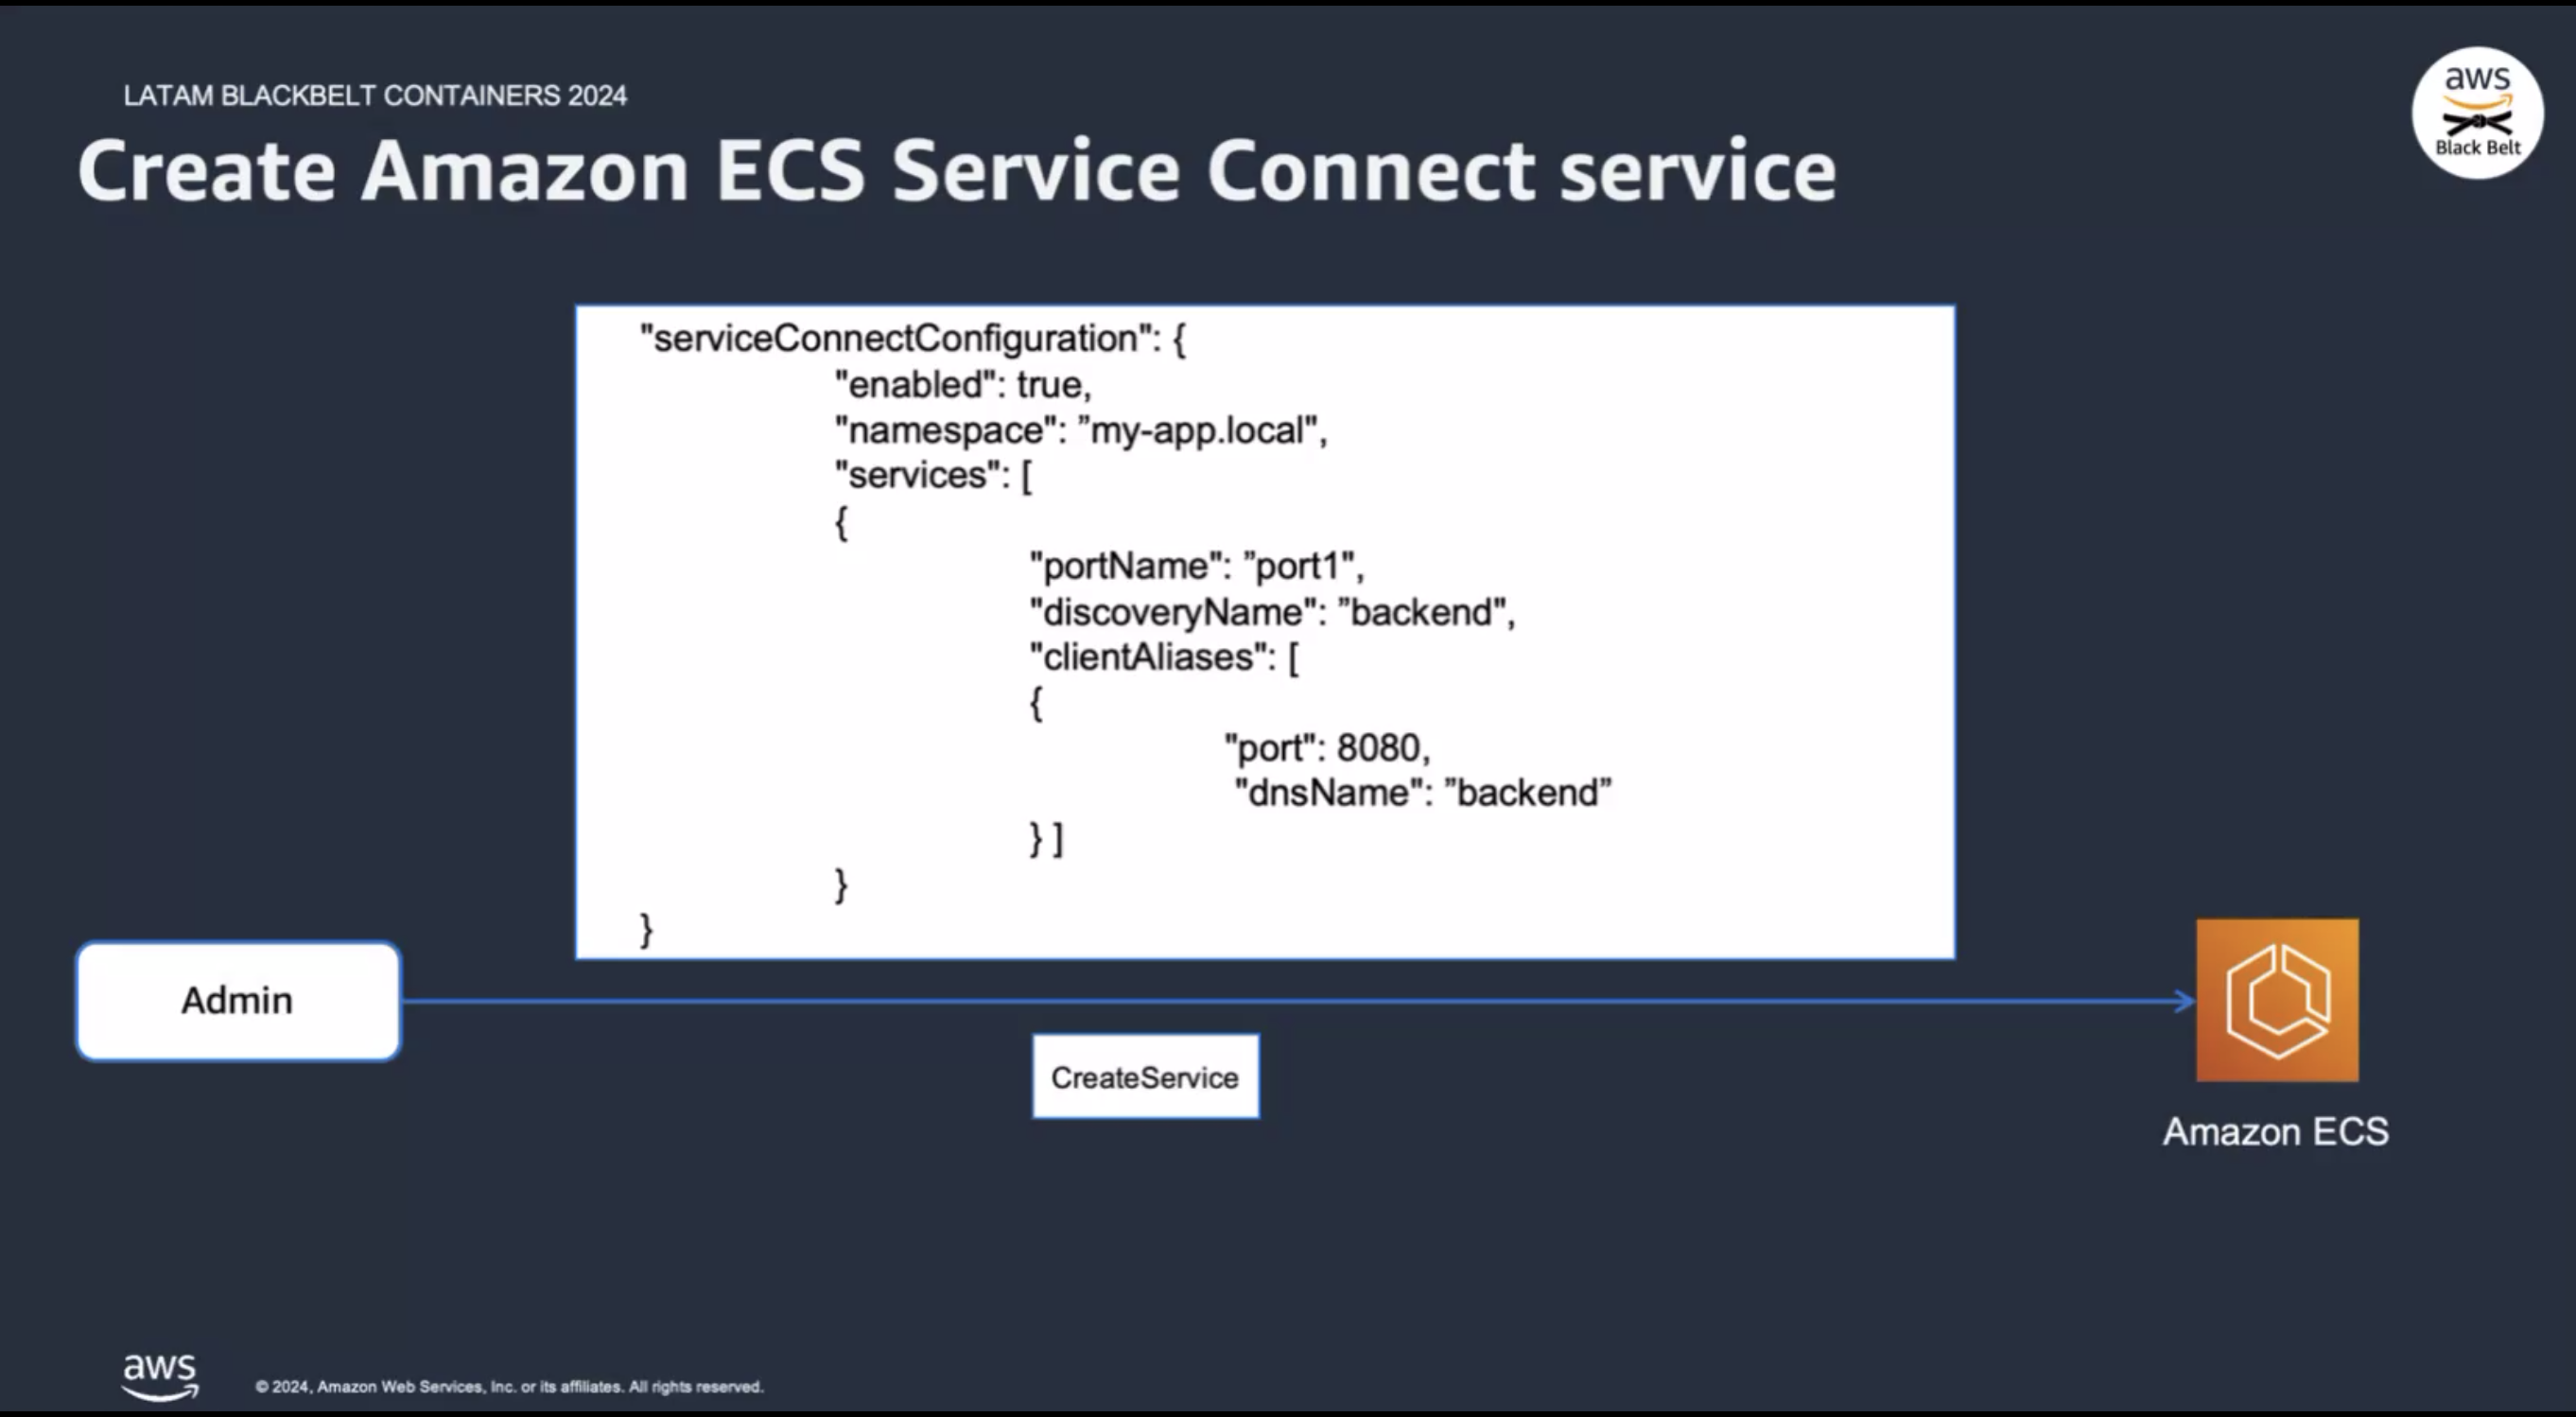 LATAM BLACKBELT CONTAINERS 2024
aws
Black Belt
Create Amazon ECS Service Connect service
"serviceConnectConfiguration": {
"enabled": true,
"namespace": ”my-app.local",
"services": [
{
"portName": ”port1",
"discoveryName": ”backend",
"clientAliases": [
{
"port": 8080,
"dnsName": ”backend”
} ]
}
}
Admin
CreateService
Amazon ECS
aws
© 2024, Amazon Web Services, Inc. or its affiliates. All rights reserved.